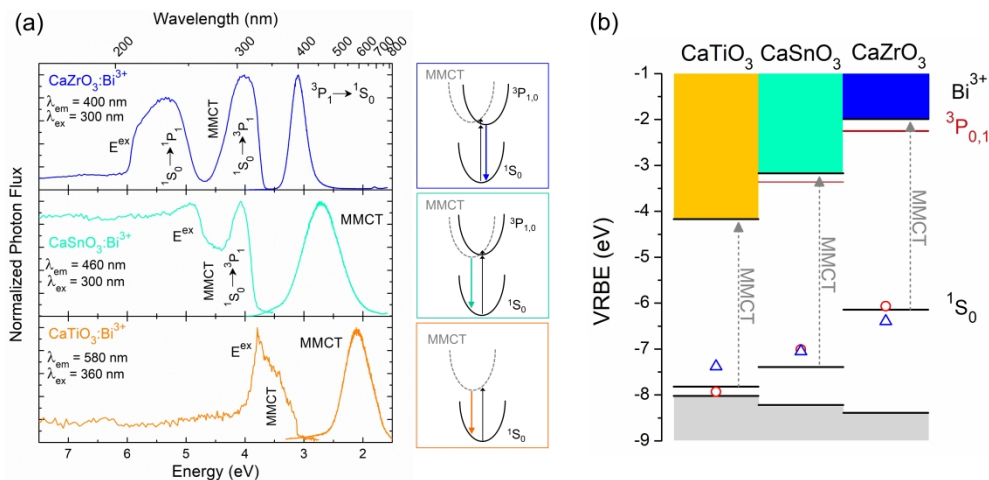 (a)
Wavelength (nm)
200 300 400 500 600 700 800
CaZrO₃:Bi³⁺
λem = 400 nm
λex = 300 nm
Eᵉˣ
¹S₀→¹P₁
MMCT
¹S₀→³P₁
³P₁→¹S₀
CaSnO₃:Bi³⁺
λem = 460 nm
λex = 300 nm
Eᵉˣ
MMCT
¹S₀→³P₁
MMCT
CaTiO₃:Bi³⁺
λem = 580 nm
λex = 360 nm
Eᵉˣ
MMCT
MMCT
Normalized Photon Flux
7 6 5 4 3 2
Energy (eV)
MMCT
³P₁,₀
¹S₀
MMCT
³P₁,₀
¹S₀
MMCT
¹S₀
(b)
CaTiO₃ CaSnO₃ CaZrO₃
VRBE (eV)
-1
-2
-3
-4
-5
-6
-7
-8
-9
MMCT
MMCT
MMCT
Bi³⁺
³P₀,₁
¹S₀